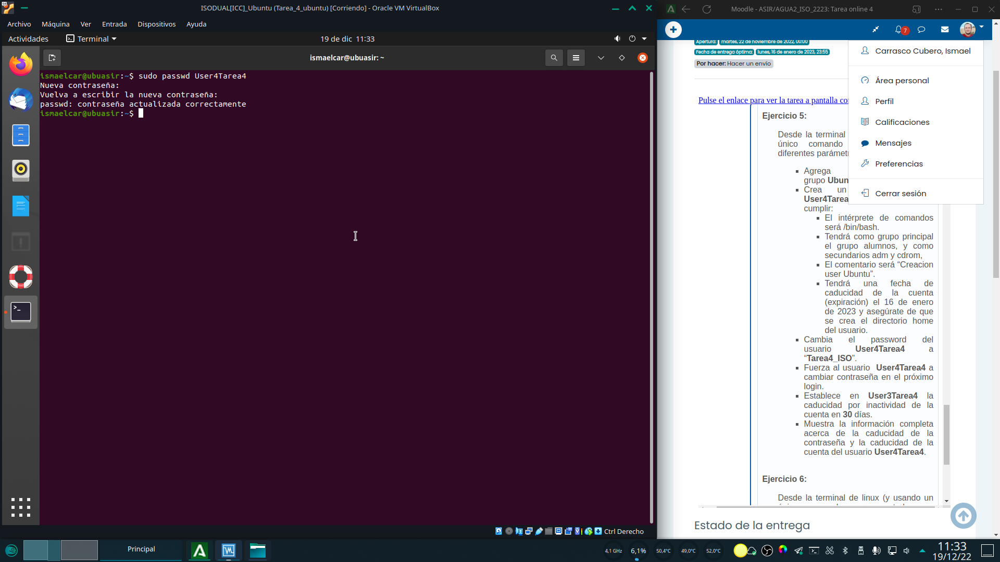 ISODUAL[ICC]_Ubuntu (Tarea_4_ubuntu) [Corriendo] - Oracle VM VirtualBox
Archivo Máquina Ver Entrada Dispositivos Ayuda
Actividades Terminal 19 de dic 11:33
ismaelcar@ubuasir: ~
ismaelcar@ubuasir:~$ sudo passwd User4Tarea4
Nueva contraseña:
Vuelva a escribir la nueva contraseña:
passwd: contraseña actualizada correctamente
ismaelcar@ubuasir:~$
Ctrl Derecho
Moodle - ASIR/AGUA2_ISO_2223: Tarea online 4
7
Apertura: martes, 22 de noviembre de 2022, 00:00
Fecha de entrega óptima: lunes, 16 de enero de 2023, 23:55
Por hacer: Hacer un envío
Carrasco Cubero, Ismael
Área personal
Perfil
Calificaciones
Mensajes
Preferencias
Cerrar sesión
Pulse el enlace para ver la tarea a pantalla co
Ejercicio 5:
Desde la terminal
único comando
diferentes parámet
Agrega
grupo Ubun
Crea un
User4Tarea
cumplir:
El intérprete de comandos
será /bin/bash.
Tendrá como grupo principal
el grupo alumnos, y como
secundarios adm y cdrom,
El comentario será “Creacion
user Ubuntu”.
Tendrá una fecha de
caducidad de la cuenta
(expiración) el 16 de enero
de 2023 y asegúrate de que
se crea el directorio home
del usuario.
Cambia el password del
usuario User4Tarea4 a
“Tarea4_ISO”.
Fuerza al usuario User4Tarea4 a
cambiar contraseña en el próximo
login.
Establece en User3Tarea4 la
caducidad por inactividad de la
cuenta en 30 días.
Muestra la información completa
acerca de la caducidad de la
contraseña y la caducidad de la
cuenta del usuario User4Tarea4.
Ejercicio 6:
Desde la terminal de linux (y usando un
Estado de la entrega
Principal
4,1 GHz 6,1% 50,4°C 49,0°C 52,0°C
11:33
19/12/22